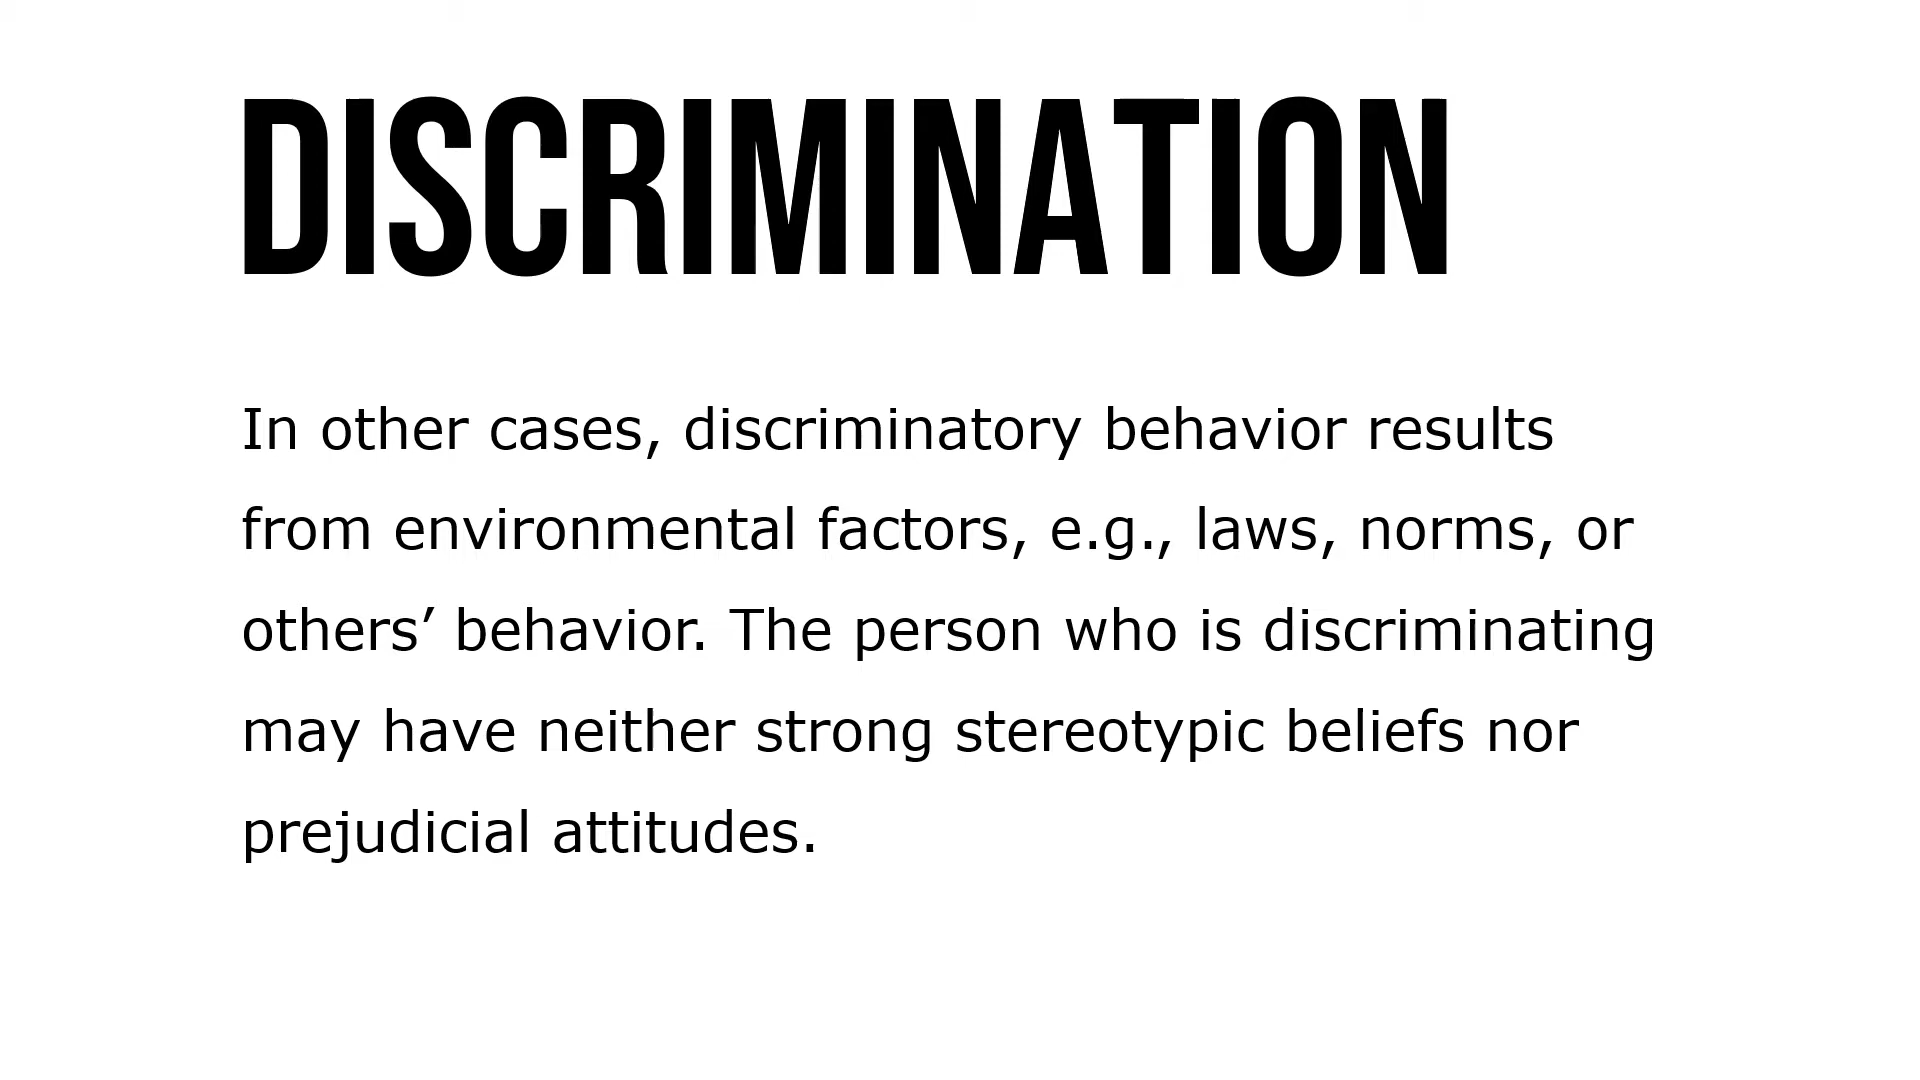 DISCRIMINATION
In other cases, discriminatory behavior results
from environmental factors, e.g., laws, norms, or
others’ behavior. The person who is discriminating
may have neither strong stereotypic beliefs nor
prejudicial attitudes.